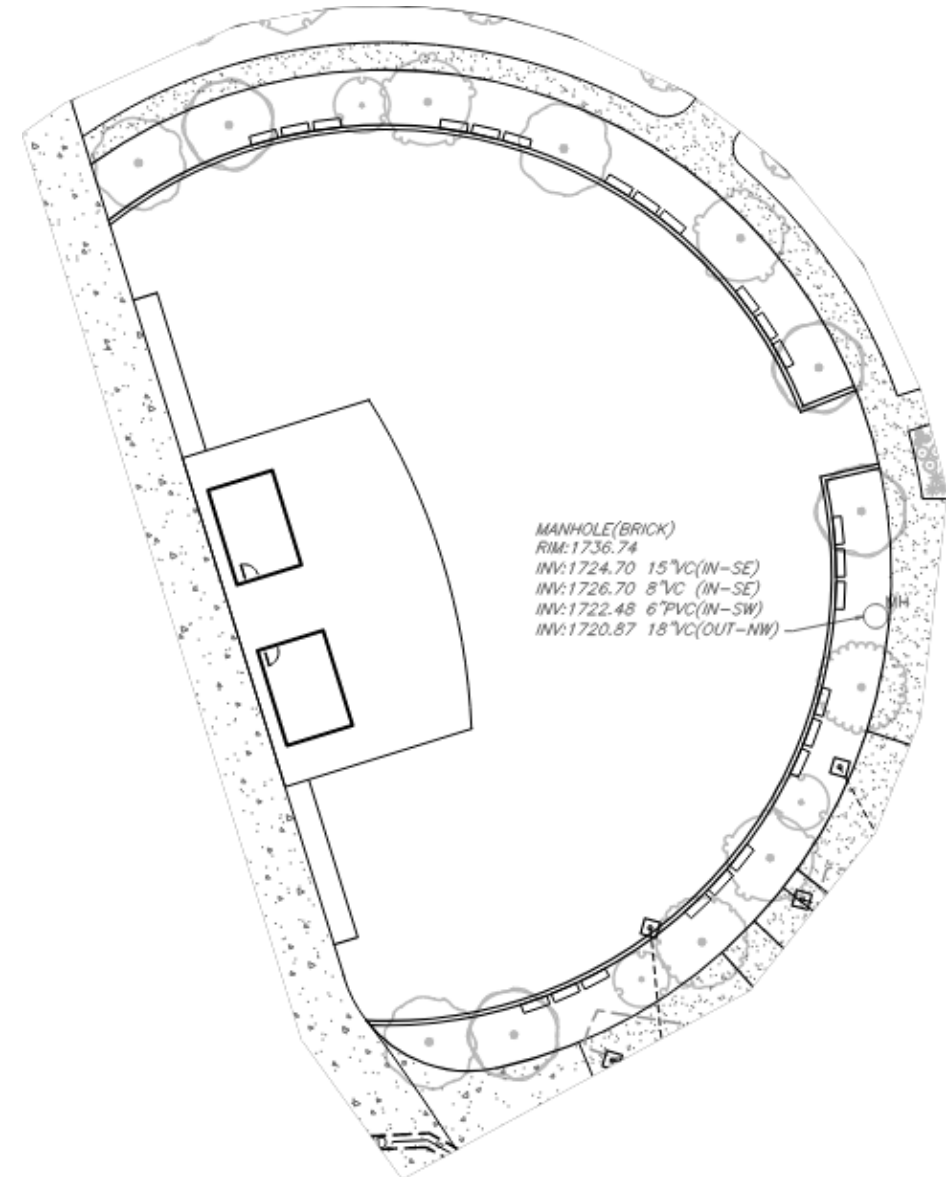 MANHOLE(BRICK)
RIM:1736.74
INV:1724.70 15"VC(IN-SE)
INV:1726.70 8"VC (IN-SE)
INV:1722.48 6"PVC(IN-SW)
INV:1720.87 18"VC(OUT-NW)
MH